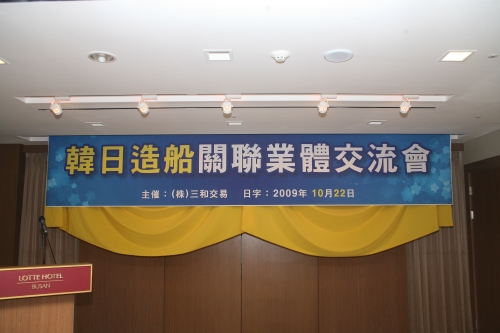 韓日造船關聯業體交流會
主催 : (株)三和交易 日字 : 2009年 10月22日
LOTTE HOTEL
BUSAN